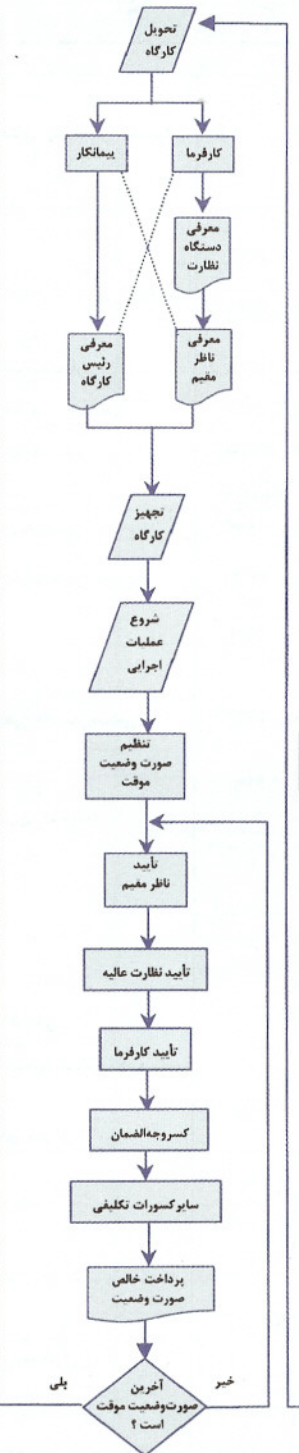 تحویل
کارگاه
کارفرما
پیمانکار
معرفی
دستگاه
نظارت
معرفی
ناظر
مقیم
معرفی
رئیس
کارگاه
تجهیز
کارگاه
شروع
عملیات
اجرایی
تنظیم
صورت وضعیت
موقت
تأیید
ناظر مقیم
تأیید نظارت عالیه
تأیید کارفرما
کسروجه‌الضمان
سایر کسورات تکلیفی
پرداخت خالص
صورت وضعیت
آخرین
صورت‌وضعیت موقت
است ؟
خیر
بلی